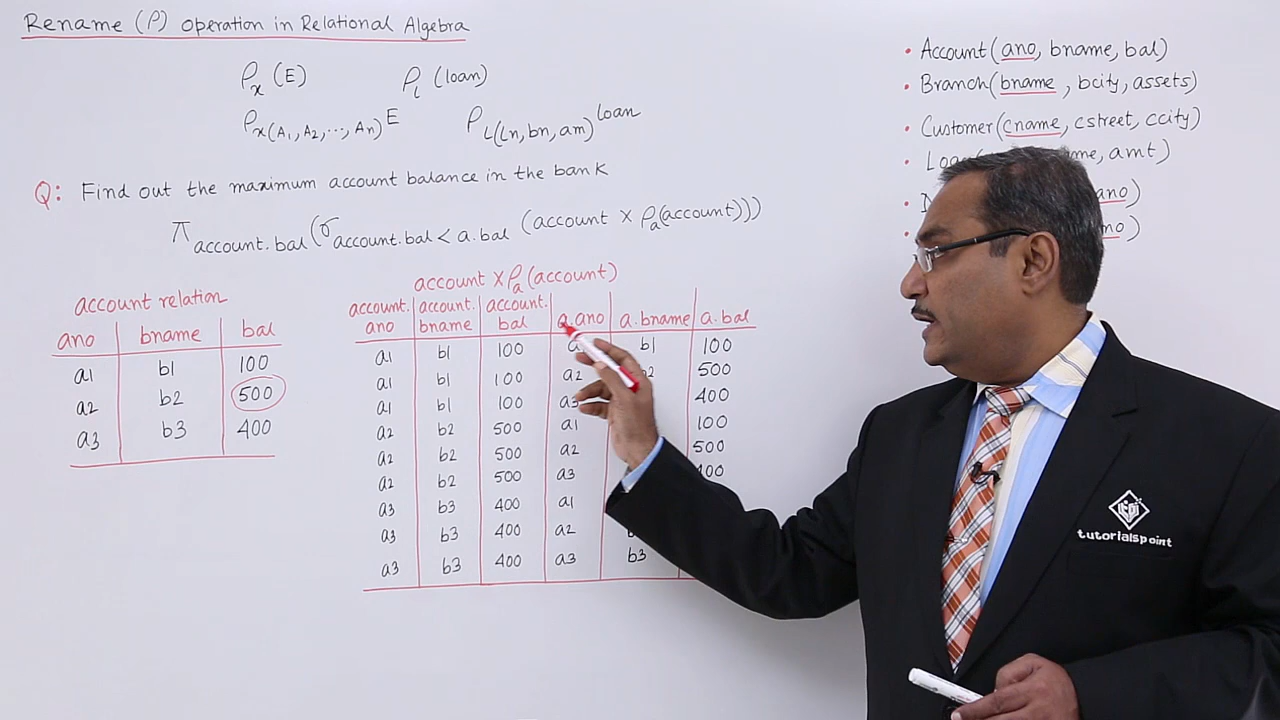 Rename (ρ) operation in Relational Algebra
ρx (E) ρL (loan)
ρx(A1, A2, ..., An) E ρL(Ln, bn, am) loan
Q: Find out the maximum account balance in the bank
π account.bal (σ account.bal < a.bal (account X ρa(account)))
account relation
ano bname bal
a1 b1 100
a2 b2 500
a3 b3 400
account X ρa (account)
account.ano account.bname account.bal a.ano a.bname a.bal
a1 b1 100 b1 100
a1 b1 100 a2 500
a1 b1 100 a3 400
a2 b2 500 a1 100
a2 b2 500 a2 500
a2 b2 500 a3
a3 b3 400 a1
a3 b3 400 a2
a3 b3 400 a3 b3
• Account(ano, bname, bal)
• Branch(bname, bcity, assets)
• Customer(cname, cstreet, ccity)
• amt)
• ano)
•
tutorialspoint